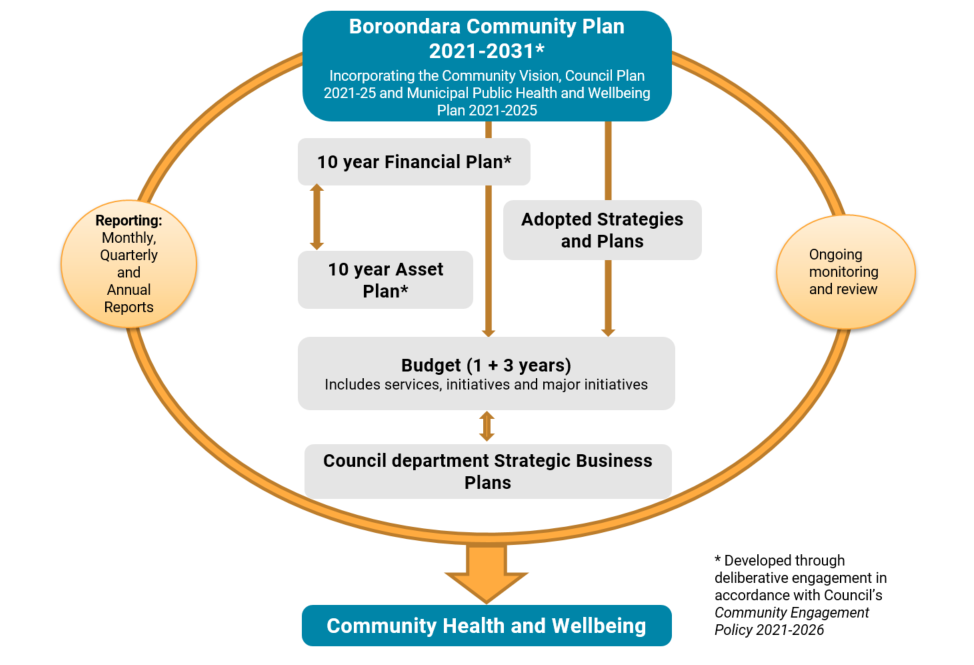 Boroondara Community Plan
2021-2031*
Incorporating the Community Vision, Council Plan
2021-25 and Municipal Public Health and Wellbeing
Plan 2021-2025
10 year Financial Plan*
Adopted Strategies
and Plans
10 year Asset
Plan*
Reporting:
Monthly,
Quarterly
and
Annual
Reports
Ongoing
monitoring
and review
Budget (1 + 3 years)
Includes services, initiatives and major initiatives
Council department Strategic Business
Plans
Community Health and Wellbeing
* Developed through
deliberative engagement in
accordance with Council’s
Community Engagement
Policy 2021-2026